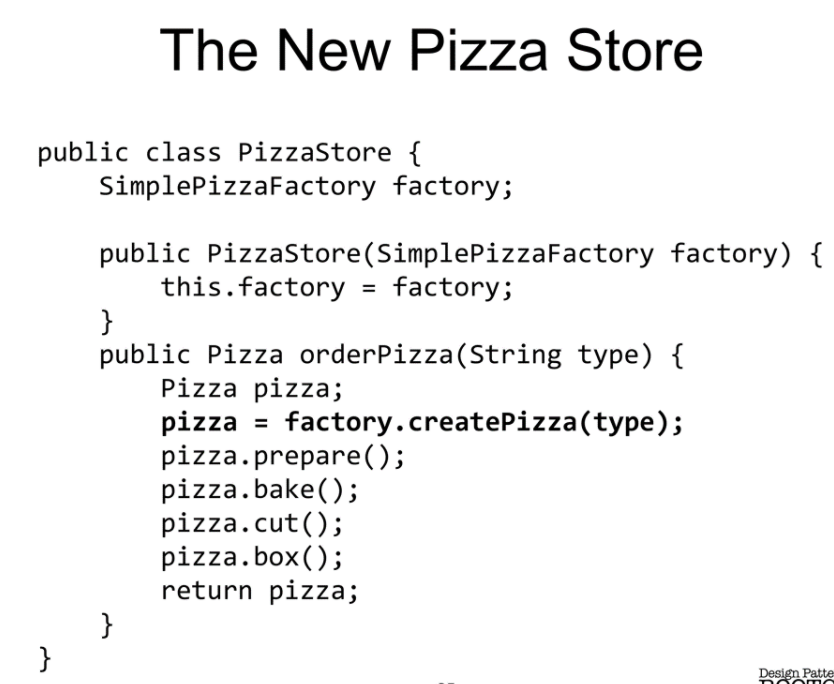 The New Pizza Store
public class PizzaStore {
    SimplePizzaFactory factory;
    public PizzaStore(SimplePizzaFactory factory) {
        this.factory = factory;
    }
    public Pizza orderPizza(String type) {
        Pizza pizza;
        pizza = factory.createPizza(type);
        pizza.prepare();
        pizza.bake();
        pizza.cut();
        pizza.box();
        return pizza;
    }
}
Design Patte